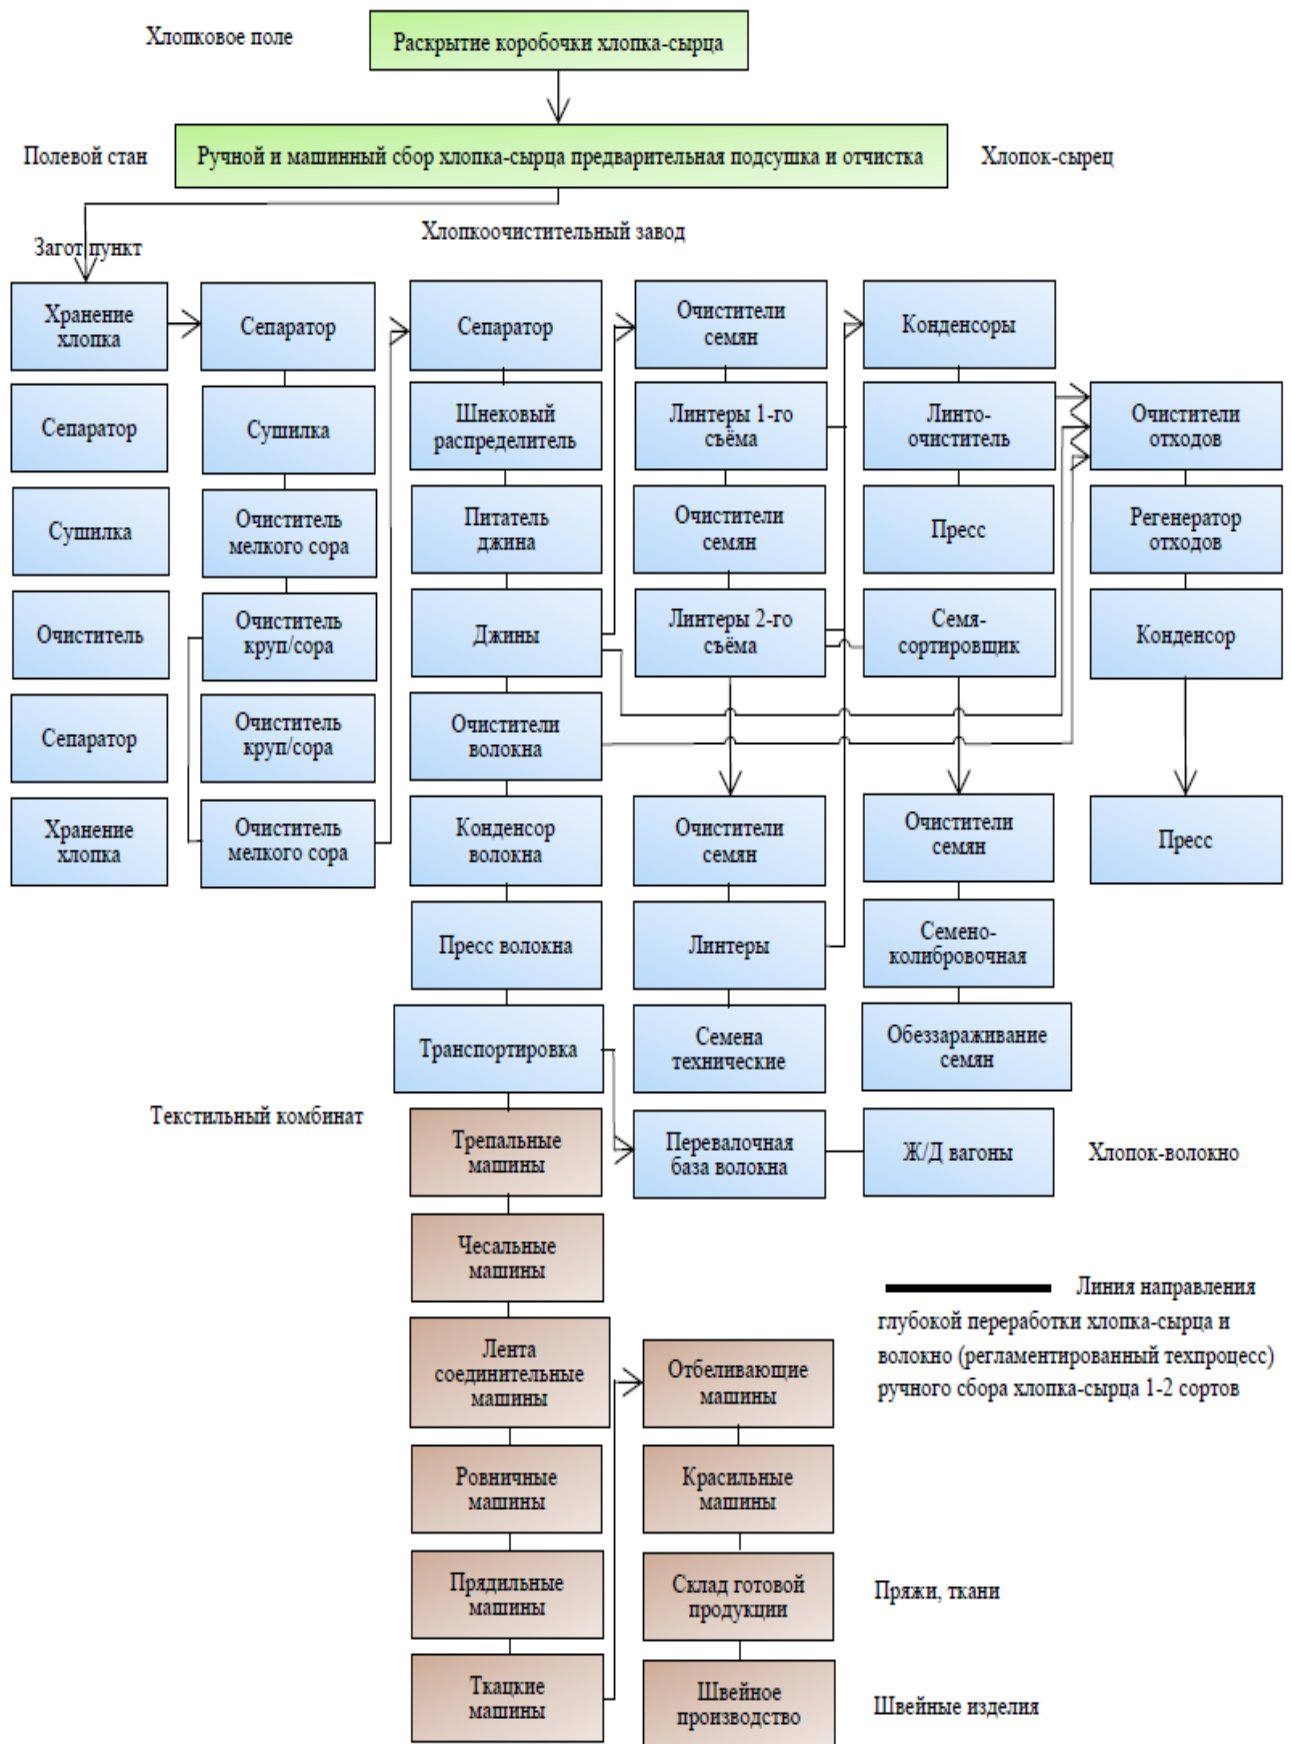 Хлопковое поле
Раскрытие коробочки хлопка-сырца
Полевой стан
Ручной и машинный сбор хлопка-сырца предварительная подсушка и отчистка
Хлопок-сырец
Хлопкоочистительный завод
Загот пункт
Хранение
хлопка
Сепаратор
Сушилка
Очиститель
Сепаратор
Хранение
хлопка
Сепаратор
Сушилка
Очиститель
мелкого сора
Очиститель
круп/сора
Очиститель
круп/сора
Очиститель
мелкого сора
Сепаратор
Шнековый
распределитель
Питатель
джина
Джины
Очистители
волокна
Конденсор
волокна
Пресс волокна
Транспортировка
Очистители
семян
Линтеры 1-го
съёма
Очистители
семян
Линтеры 2-го
съёма
Очистители
семян
Линтеры
Семена
технические
Перевалочная
база волокна
Конденсоры
Линто-
очиститель
Пресс
Семя-
сортировщик
Очистители
семян
Семено-
колибровочная
Обеззараживание
семян
Ж/Д вагоны
Хлопок-волокно
Очистители
отходов
Регенератор
отходов
Конденсор
Пресс
Текстильный комбинат
Трепальные
машины
Чесальные
машины
Лента
соединительные
машины
Ровничные
машины
Прядильные
машины
Ткацкие
машины
Отбеливающие
машины
Красильные
машины
Склад готовой
продукции
Швейное
производство
Линия направления
глубокой переработки хлопка-сырца и
волокно (регламентированный техпроцесс)
ручного сбора хлопка-сырца 1-2 сортов
Пряжи, ткани
Швейные изделия